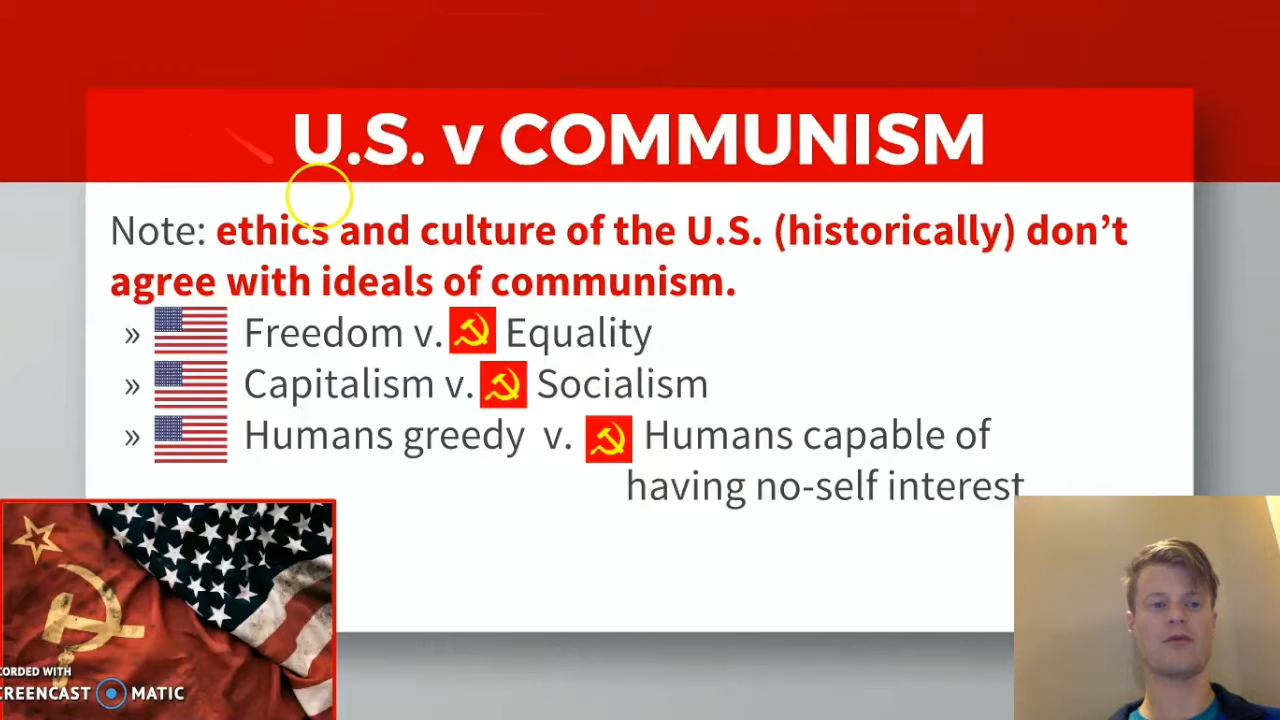 U.S. v COMMUNISM
Note: ethics and culture of the U.S. (historically) don’t
agree with ideals of communism.
» Freedom v. Equality
» Capitalism v. Socialism
» Humans greedy v. Humans capable of
having no-self interest
CORDED WITH
CREENCAST MATIC